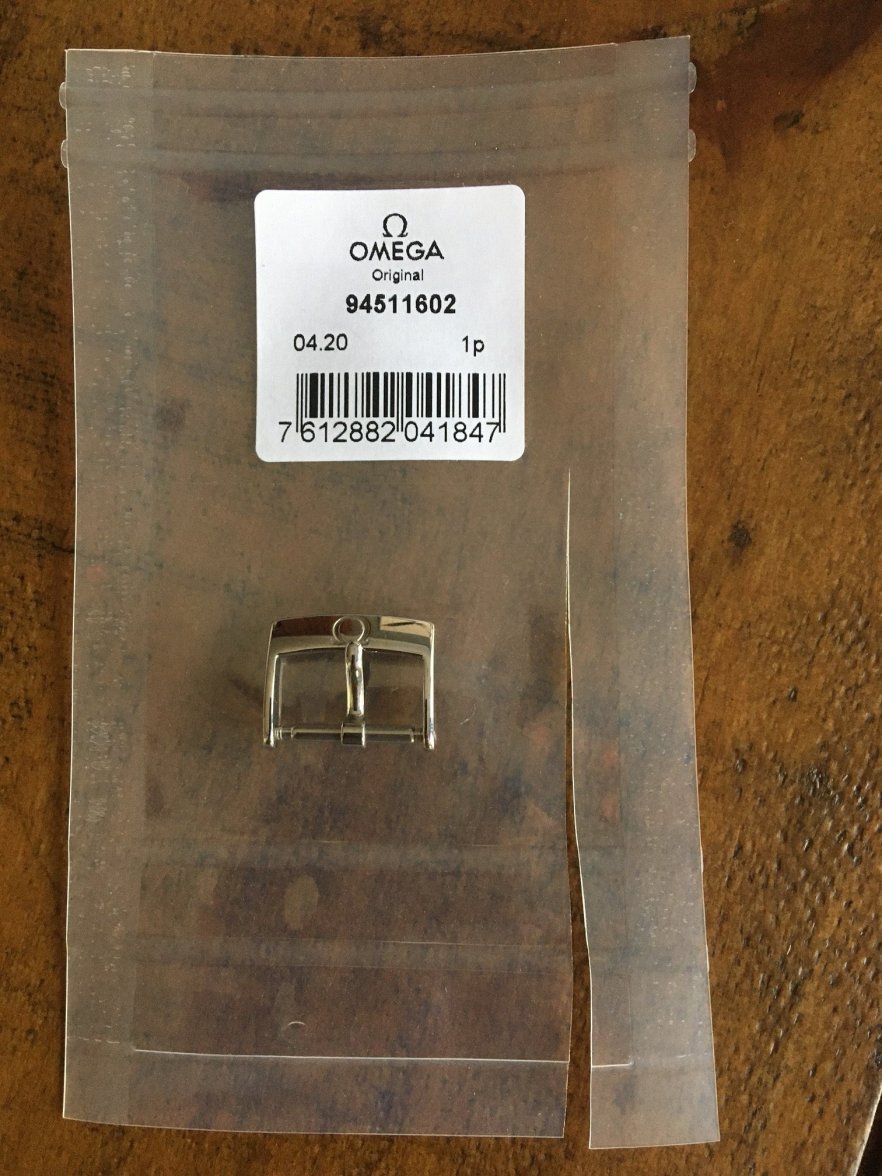 Ω
OMEGA
Original
94511602
04.20 1p
7 612882 041847